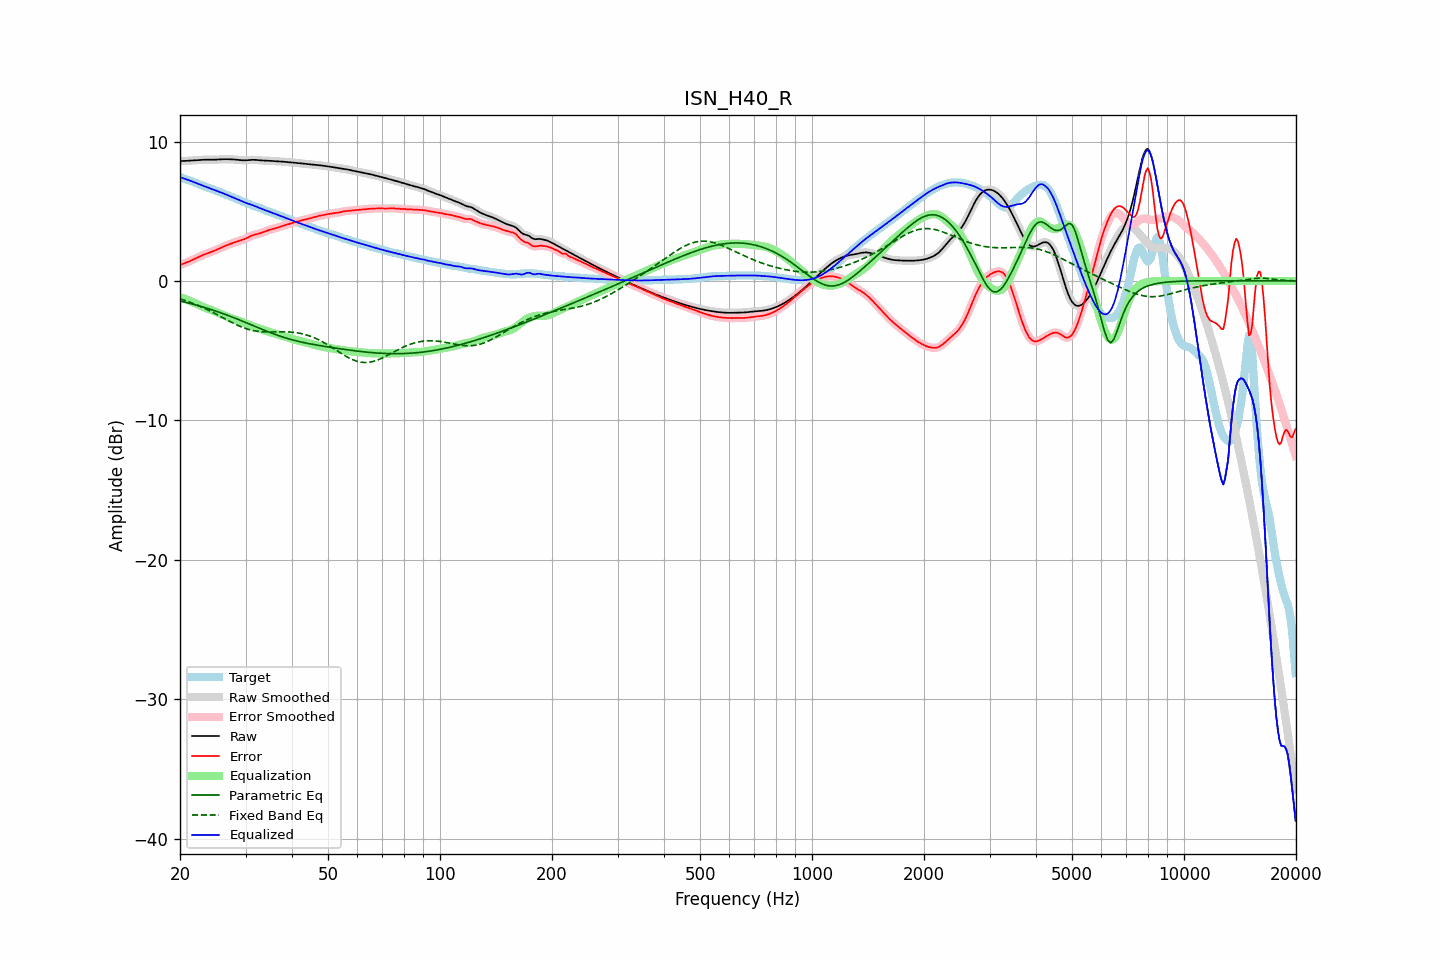 ISN_H40_R
Amplitude (dBr)
10
0
−10
−20
−30
−40
Target
Raw Smoothed
Error Smoothed
Raw
Error
Equalization
Parametric Eq
Fixed Band Eq
Equalized
20 50 100 200 500 1000 2000 5000 10000 20000
Frequency (Hz)